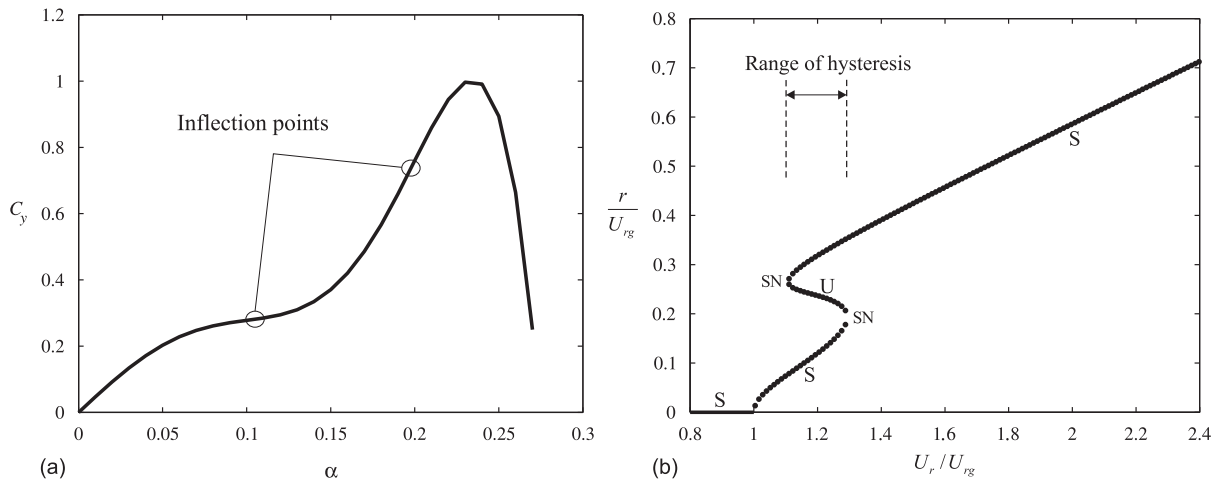 1.2
1
0.8
0.6
0.4
0.2
0
C_y
Inflection points
0
0.05
0.1
0.15
0.2
0.25
0.3
(a)
α
0.8
0.7
0.6
0.5
0.4
0.3
0.2
0.1
0
r
U_rg
Range of hysteresis
S
SN
U
SN
S
S
0.8
1
1.2
1.4
1.6
1.8
2
2.2
2.4
(b)
U_r / U_rg